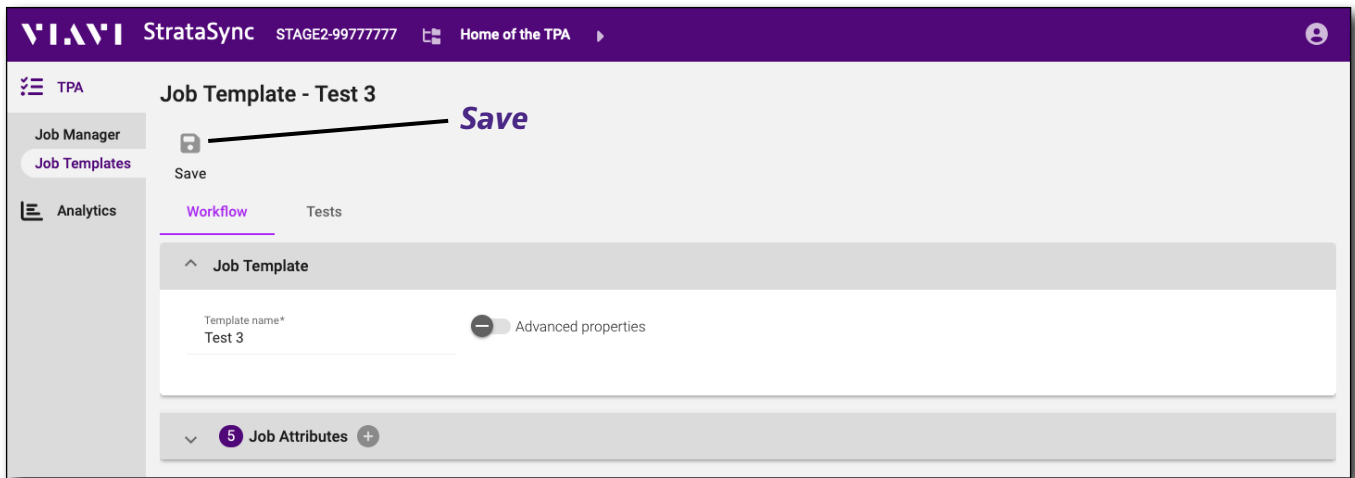 VIAVI StrataSync STAGE2-99777777 Home of the TPA
TPA
Job Manager
Job Templates
Analytics
Job Template - Test 3
Save
Save
Workflow Tests
Job Template
Template name*
Test 3
Advanced properties
5 Job Attributes